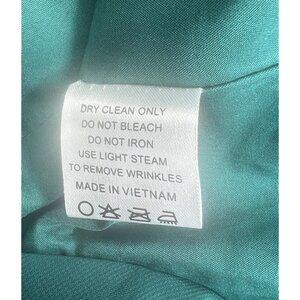 DRY CLEAN ONLY
DO NOT BLEACH
DO NOT IRON
USE LIGHT STEAM
TO REMOVE WRINKLES
MADE IN VIETNAM